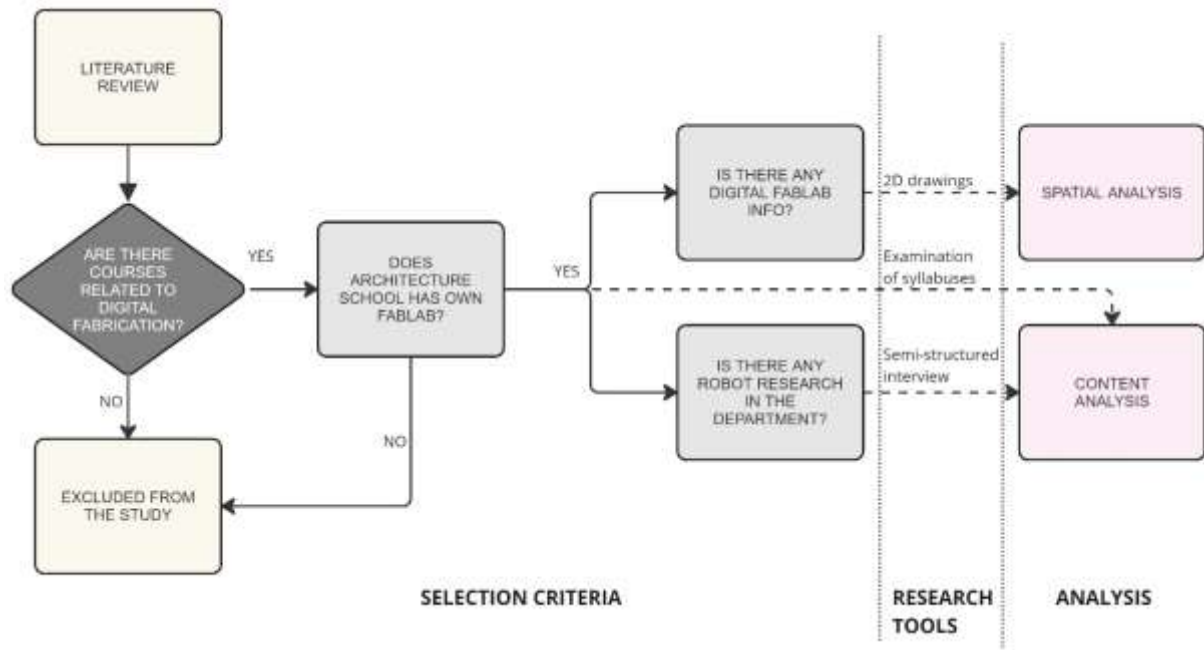 LITERATURE
REVIEW
ARE THERE
COURSES
RELATED TO
DIGITAL
FABRICATION?
YES
NO
EXCLUDED FROM
THE STUDY
DOES
ARCHITECTURE
SCHOOL HAS OWN
FABLAB?
NO
YES
IS THERE ANY
DIGITAL FABLAB
INFO?
IS THERE ANY
ROBOT RESEARCH
IN THE
DEPARTMENT?
2D drawings
Examination
of syllabuses
Semi-structured
interview
SPATIAL ANALYSIS
CONTENT
ANALYSIS
SELECTION CRITERIA
RESEARCH
TOOLS
ANALYSIS